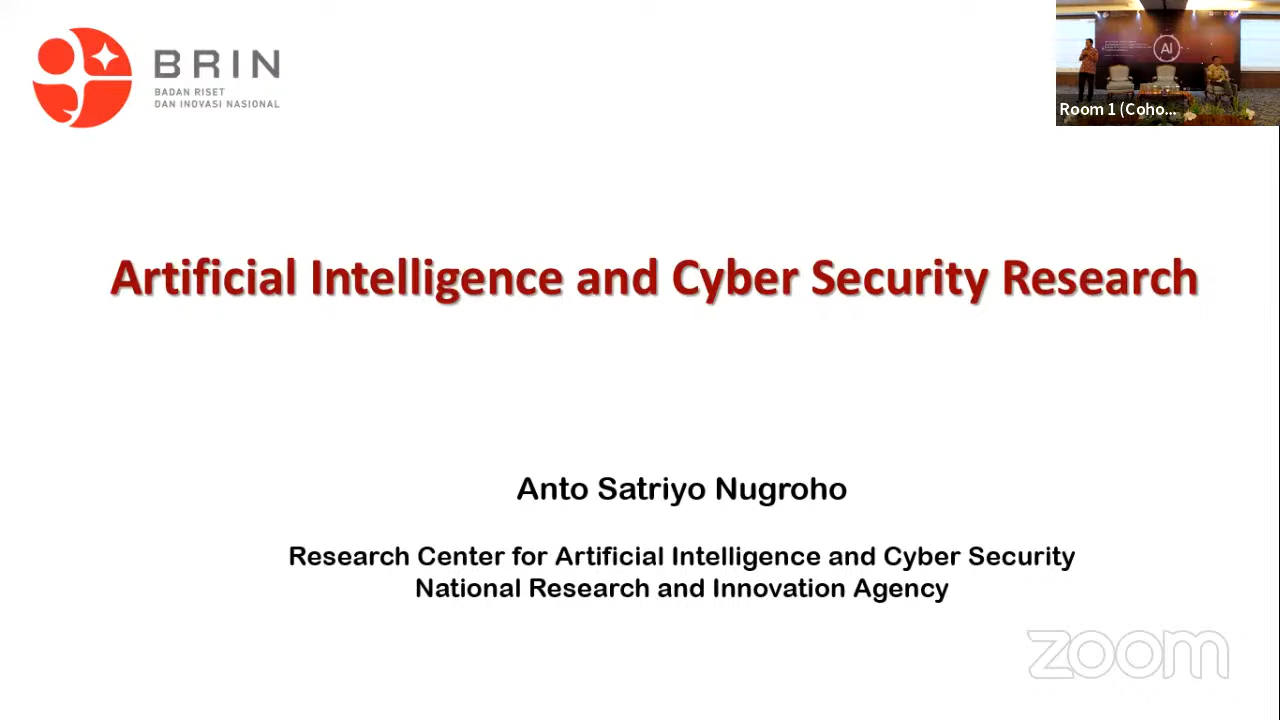 BRIN
BADAN RISET
DAN INOVASI NASIONAL
AI
Room 1 (Coho...
Artificial Intelligence and Cyber Security Research
Anto Satriyo Nugroho
Research Center for Artificial Intelligence and Cyber Security
National Research and Innovation Agency
zoom